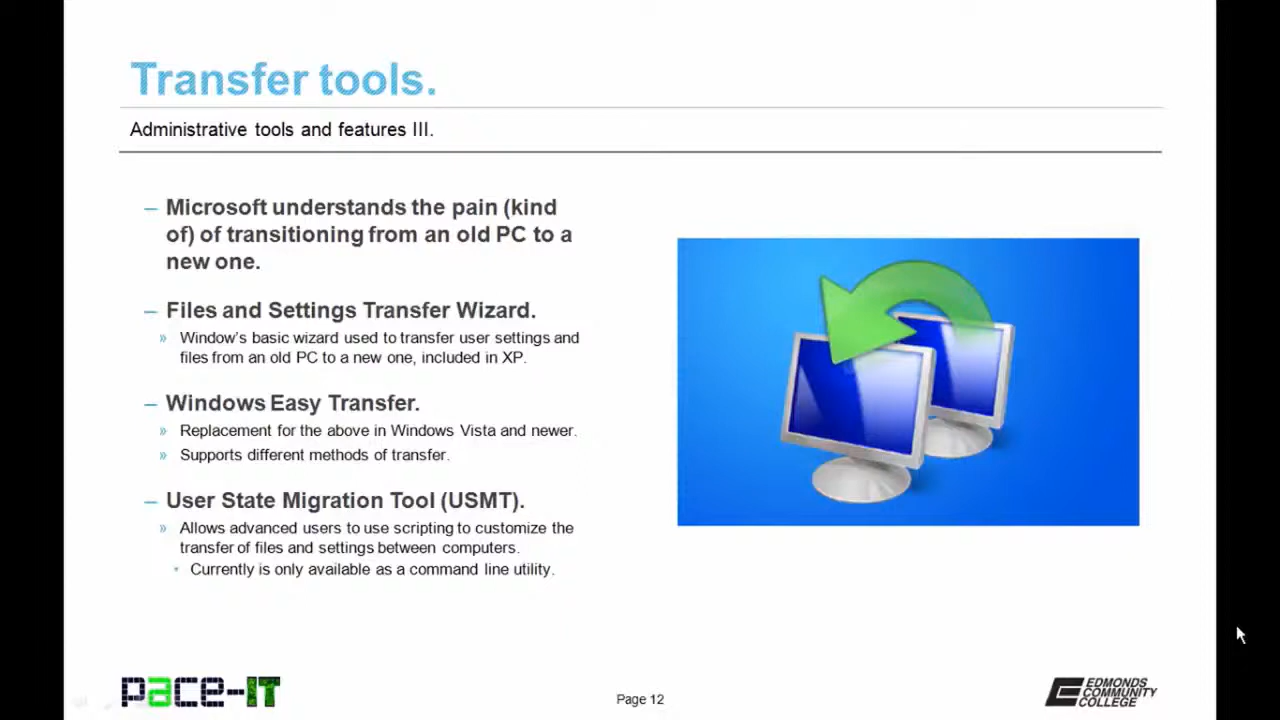 Transfer tools.
Administrative tools and features III.
– Microsoft understands the pain (kind
of) of transitioning from an old PC to a
new one.
– Files and Settings Transfer Wizard.
» Window's basic wizard used to transfer user settings and
files from an old PC to a new one, included in XP.
– Windows Easy Transfer.
» Replacement for the above in Windows Vista and newer.
» Supports different methods of transfer.
– User State Migration Tool (USMT).
» Allows advanced users to use scripting to customize the
transfer of files and settings between computers.
• Currently is only available as a command line utility.
pace-IT
Page 12
EDMONDS
COMMUNITY
COLLEGE